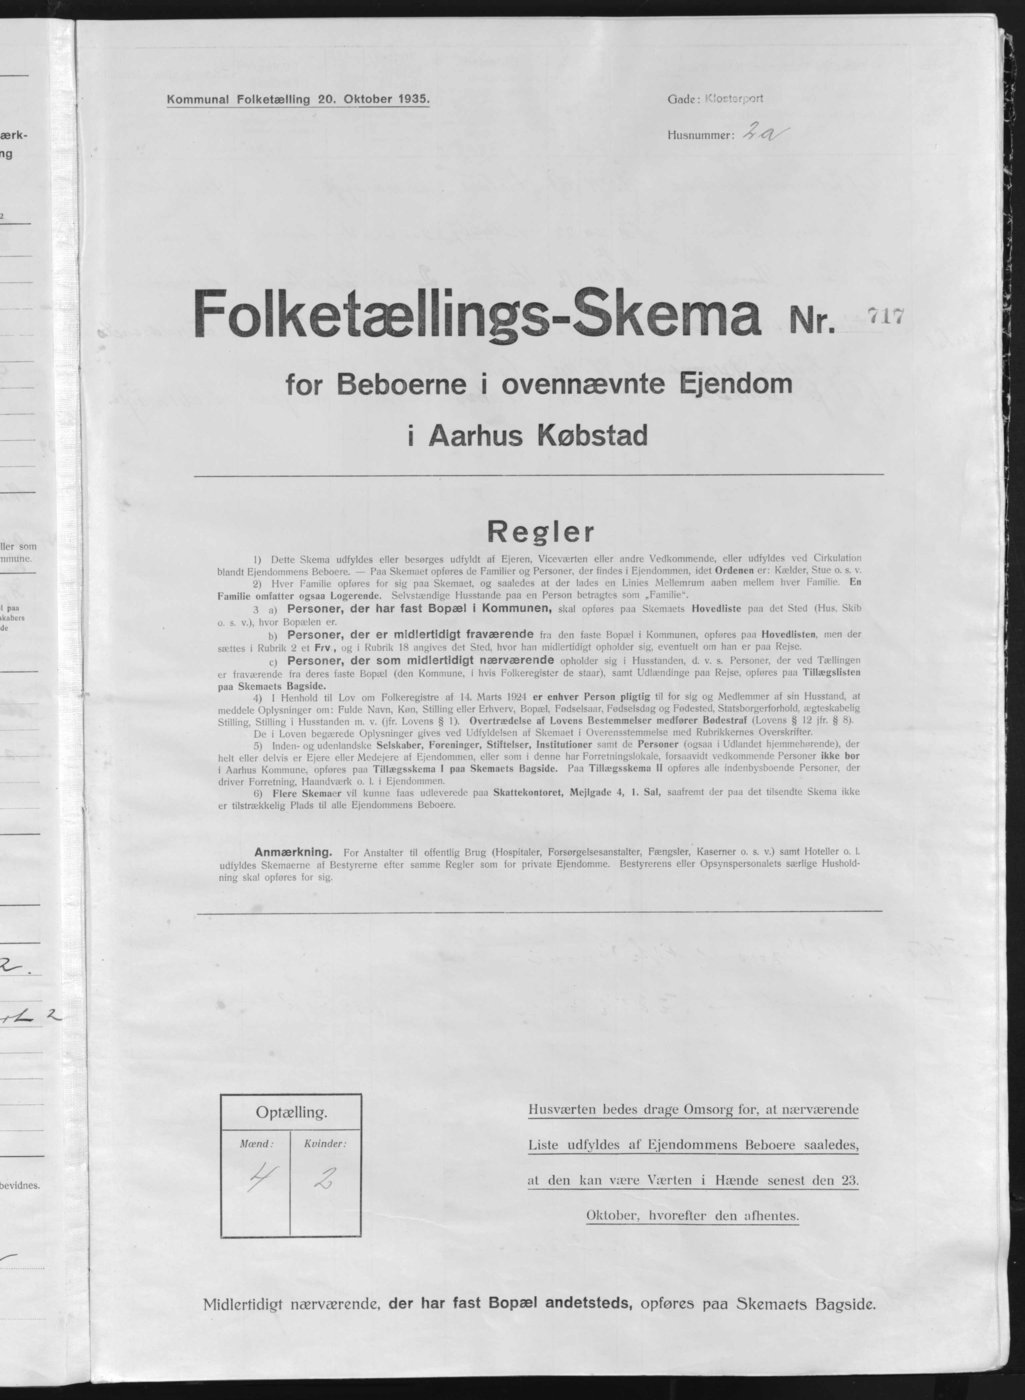 ærk-
ng
2
Kommunal Folketælling 20. Oktober 1935.
Gade: Klosterport
Husnummer: 2a
Folketællings-Skema Nr. 717
for Beboerne i ovennævnte Ejendom
i Aarhus Købstad
Regler
1) Dette Skema udfyldes eller besørges udfyldt af Ejeren, Viceværten eller andre Vedkommende, eller udfyldes ved Cirkulation
blandt Ejendommens Beboere. — Paa Skemaet opføres de Familier og Personer, der findes i Ejendommen, idet Ordenen er: Kælder, Stue o. s. v.
2) Hver Familie opføres for sig paa Skemaet, og saaledes at der lades en Linies Mellemrum aaben mellem hver Familie. En
Familie omfatter ogsaa Logerende. Selvstændige Husstande paa en Person betragtes som „Familie“.
3 a) Personer, der har fast Bopæl i Kommunen, skal opføres paa Skemaets Hovedliste paa det Sted (Hus, Skib
o. s. v.), hvor Bopælen er.
b) Personer, der er midlertidigt fraværende fra den faste Bopæl i Kommunen, opføres paa Hovedlisten, men der
sættes i Rubrik 2 et Frv., og i Rubrik 18 angives det Sted, hvor han midlertidigt opholder sig, eventuelt om han er paa Rejse.
c) Personer, der som midlertidigt nærværende opholder sig i Husstanden, d. v. s. Personer, der ved Tællingen
er fraværende fra deres faste Bopæl (den Kommune, i hvis Folkeregister de staar), samt Udlændinge paa Rejse, opføres paa Tillægslisten
paa Skemaets Bagside.
4) I Henhold til Lov om Folkeregistre af 14. Marts 1924 er enhver Person pligtig til for sig og Medlemmer af sin Husstand, at
meddele Oplysninger om: Fulde Navn, Køn, Stilling eller Erhverv, Bopæl, Fødselsaar, Fødselsdag og Fødested, Statsborgerforhold, ægteskabelig
Stilling, Stilling i Husstanden m. v. (jfr. Lovens § 1). Overtrædelse af Lovens Bestemmelser medfører Bødestraf (Lovens § 12 jfr. § 8).
De i Loven begærede Oplysninger gives ved Udfyldelsen af Skemaet i Overensstemmelse med Rubrikkernes Overskrifter.
5) Inden- og udenlandske Selskaber, Foreninger, Stiftelser, Institutioner samt de Personer (ogsaa i Udlandet hjemmehørende), der
helt eller delvis er Ejere eller Medejere af Ejendommen, eller som i denne har Forretningslokale, forsaavidt vedkommende Personer ikke bor
i Aarhus Kommune, opføres paa Tillægsskema I paa Skemaets Bagside. Paa Tillægsskema II opføres alle indenbysboende Personer, der
driver Forretning, Haandværk o. l. i Ejendommen.
6) Flere Skemaer vil kunne faas udleverede paa Skattekontoret, Mejlgade 4, 1. Sal, saafremt der paa det tilsendte Skema ikke
er tilstrækkelig Plads til alle Ejendommens Beboere.
Anmærkning. For Anstalter til offentlig Brug (Hospitaler, Forsørgelsesanstalter, Fængsler, Kaserner o. s. v.) samt Hoteller o. l.
udfyldes Skemaerne af Bestyrerne efter samme Regler som for private Ejendomme. Bestyrerens eller Opsynspersonalets særlige Hushold-
ning skal opføres for sig.
ller som
mmune.
l paa
skabers
de
2.
2
bevidnes.
Optælling.
Mænd: Kvinder:
4 2
Husværten bedes drage Omsorg for, at nærværende
Liste udfyldes af Ejendommens Beboere saaledes,
at den kan være Værten i Hænde senest den 23.
Oktober, hvorefter den afhentes.
Midlertidigt nærværende, der har fast Bopæl andetsteds, opføres paa Skemaets Bagside.